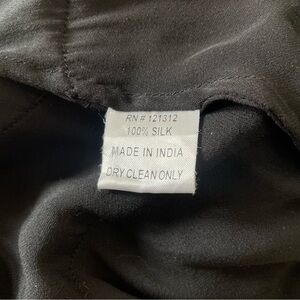 RN # 121312
100% SILK
MADE IN INDIA
DRY CLEAN ONLY